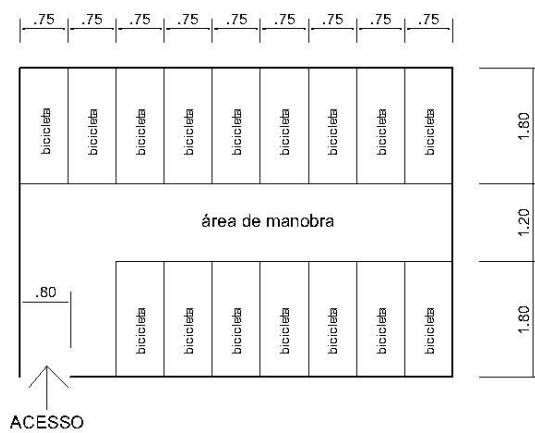 .75 .75 .75 .75 .75 .75 .75 .75 .75
bicicleta bicicleta bicicleta bicicleta bicicleta bicicleta bicicleta bicicleta bicicleta
1.80
área de manobra
1.20
.80
bicicleta bicicleta bicicleta bicicleta bicicleta bicicleta bicicleta
1.80
ACESSO